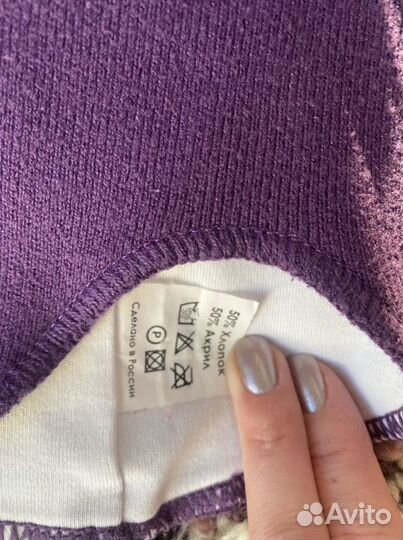 50% Хлопок
50% Акрил
P
Сделано в России
Avito